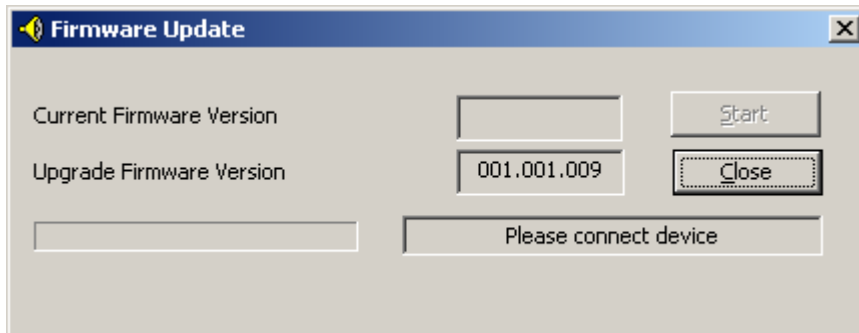 Firmware Update
Current Firmware Version
Start
Upgrade Firmware Version
001.001.009
Close
Please connect device